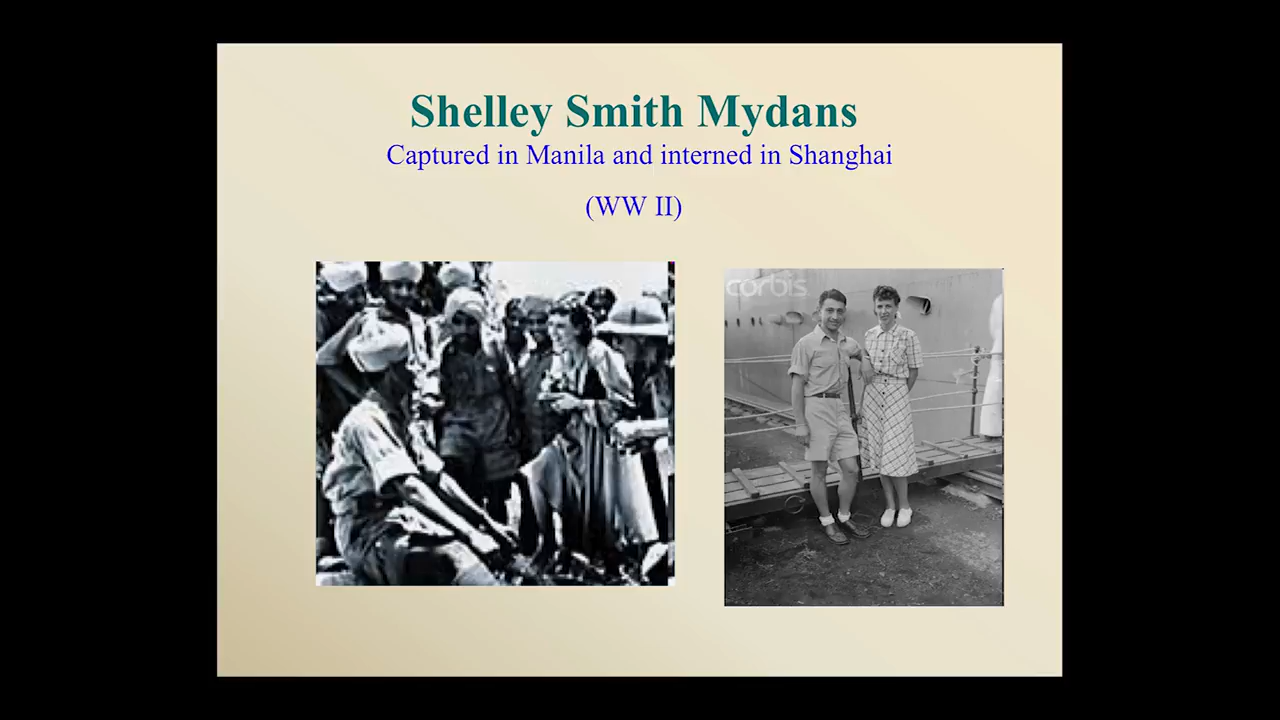 Shelley Smith Mydans
Captured in Manila and interned in Shanghai
(WW II)
corbis